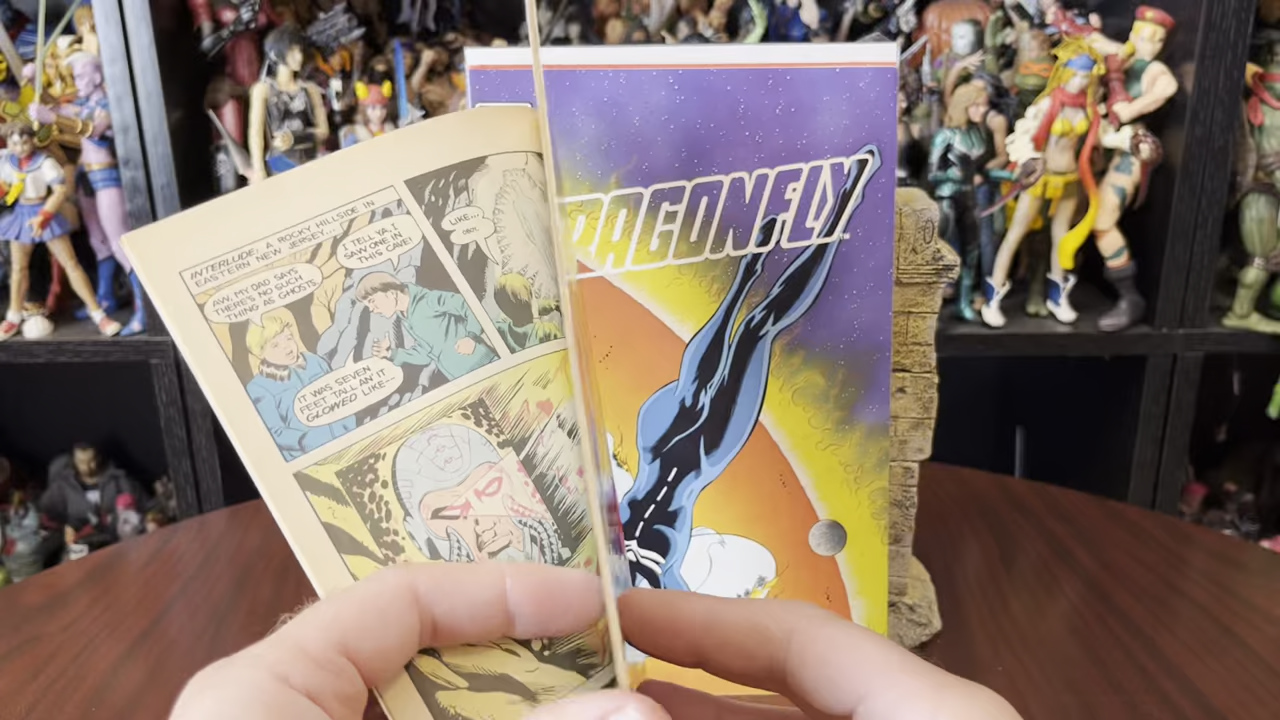 INTERLUDE: A ROCKY HILLSIDE IN
EASTERN NEW JERSEY...
I TELL YA, I
SAW ONE IN
THIS CAVE!
AW, MY DAD SAYS
THERE'S NO SUCH
THING AS GHOSTS.
IT WAS SEVEN
FEET TALL AN' IT
GLOWED LIKE--
LIKE...
DRAGONFLY